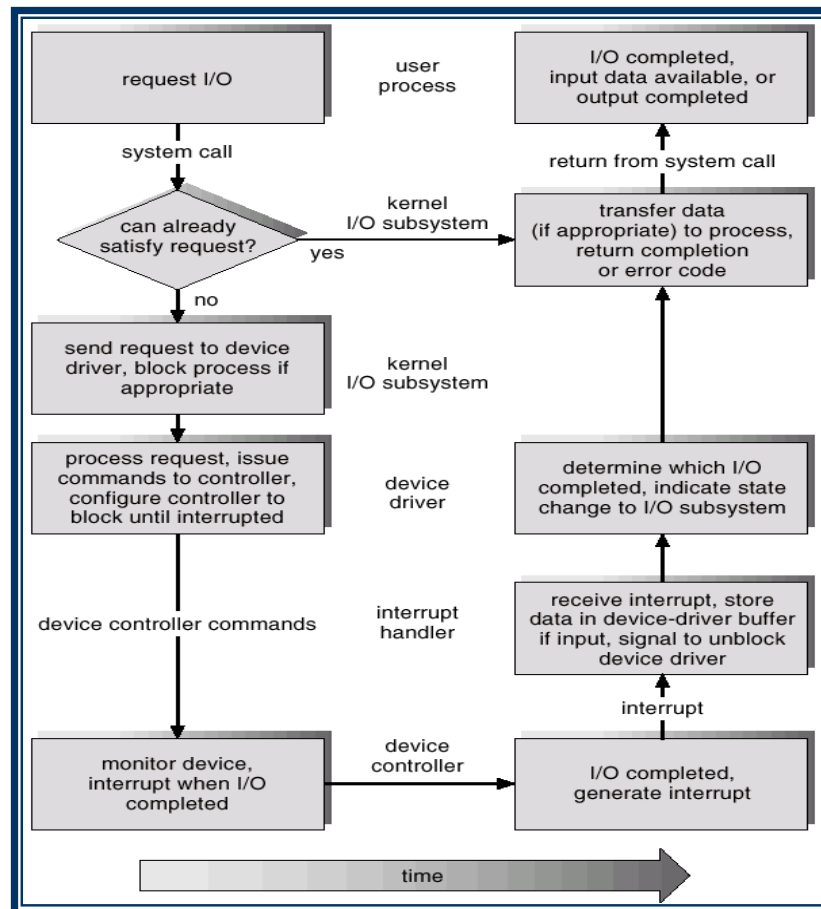 request I/O
user
process
I/O completed,
input data available, or
output completed
system call
return from system call
can already
satisfy request?
kernel
I/O subsystem
yes
transfer data
(if appropriate) to process,
return completion
or error code
no
send request to device
driver, block process if
appropriate
kernel
I/O subsystem
process request, issue
commands to controller,
configure controller to
block until interrupted
device
driver
determine which I/O
completed, indicate state
change to I/O subsystem
device controller commands
interrupt
handler
receive interrupt, store
data in device-driver buffer
if input, signal to unblock
device driver
interrupt
monitor device,
interrupt when I/O
completed
device
controller
I/O completed,
generate interrupt
time